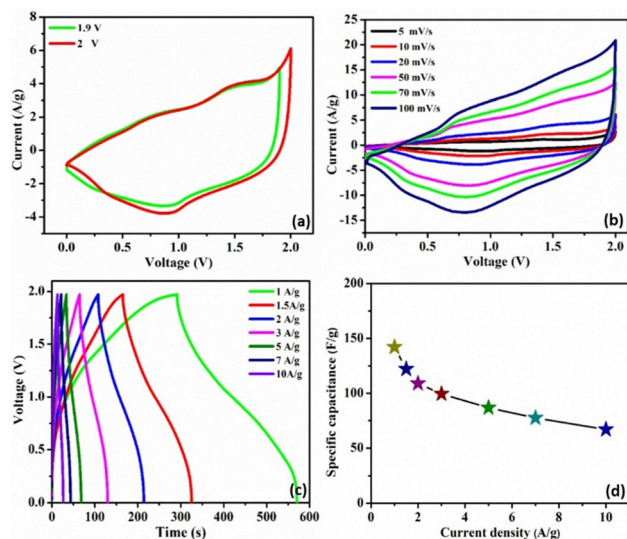 1.9 V
2 V
Current (A/g)
8
6
4
2
0
-2
-4
0.0 0.5 1.0 1.5 2.0
Voltage (V)
(a)
5 mV/s
10 mV/s
20 mV/s
50 mV/s
70 mV/s
100 mV/s
Current (A/g)
25
20
15
10
5
0
-5
-10
-15
0.0 0.5 1.0 1.5 2.0
Voltage (V)
(b)
1 A/g
1.5A/g
2 A/g
3 A/g
5 A/g
7 A/g
10A/g
Voltage (V)
2.0
1.5
1.0
0.5
0.0
0 100 200 300 400 500 600
Time (s)
(c)
Specific capacitance (F/g)
200
150
100
50
0
0 2 4 6 8 10
Current density (A/g)
(d)